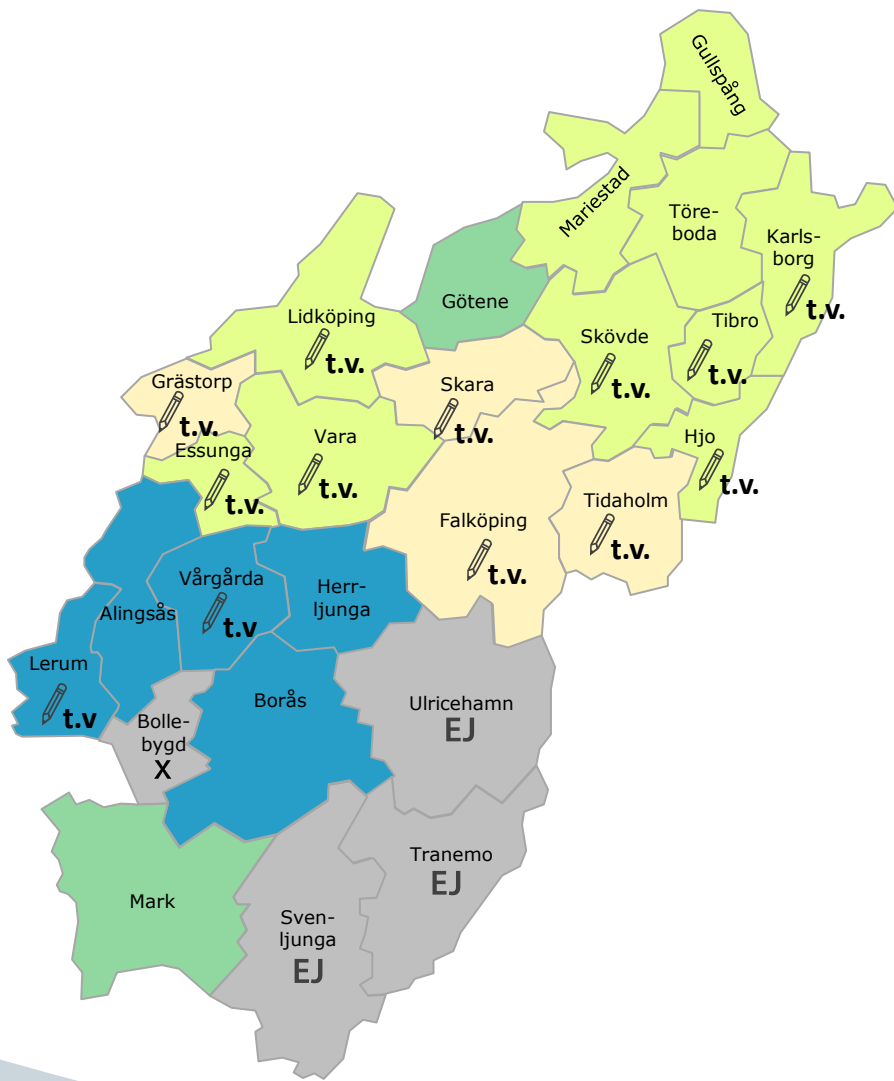 Gullspång
Mariestad
Töre-
boda
Karls-
borg
t.v.
Götene
Lidköping
t.v.
Skövde
t.v.
Tibro
t.v.
Grästorp
t.v.
Skara
t.v.
Hjo
t.v.
Essunga
t.v.
Vara
t.v.
Falköping
t.v.
Tidaholm
t.v.
Vårgårda
t.v
Herr-
ljunga
Alingsås
Lerum
t.v
Bolle-
bygd
X
Borås
Ulricehamn
EJ
Tranemo
EJ
Mark
Sven-
ljunga
EJ